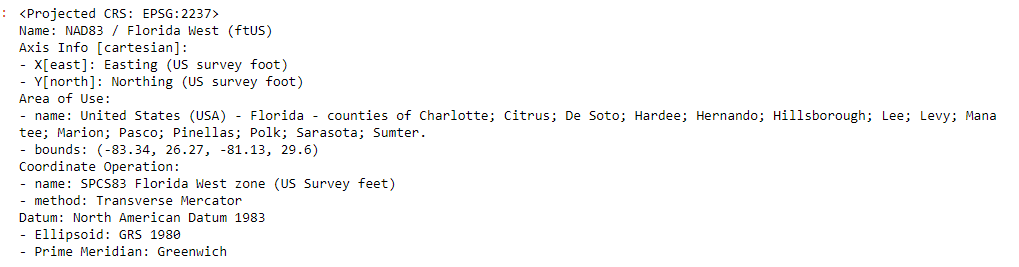 : <Projected CRS: EPSG:2237>
Name: NAD83 / Florida West (ftUS)
Axis Info [cartesian]:
- X[east]: Easting (US survey foot)
- Y[north]: Northing (US survey foot)
Area of Use:
- name: United States (USA) - Florida - counties of Charlotte; Citrus; De Soto; Hardee; Hernando; Hillsborough; Lee; Levy; Mana
tee; Marion; Pasco; Pinellas; Polk; Sarasota; Sumter.
- bounds: (-83.34, 26.27, -81.13, 29.6)
Coordinate Operation:
- name: SPCS83 Florida West zone (US Survey feet)
- method: Transverse Mercator
Datum: North American Datum 1983
- Ellipsoid: GRS 1980
- Prime Meridian: Greenwich